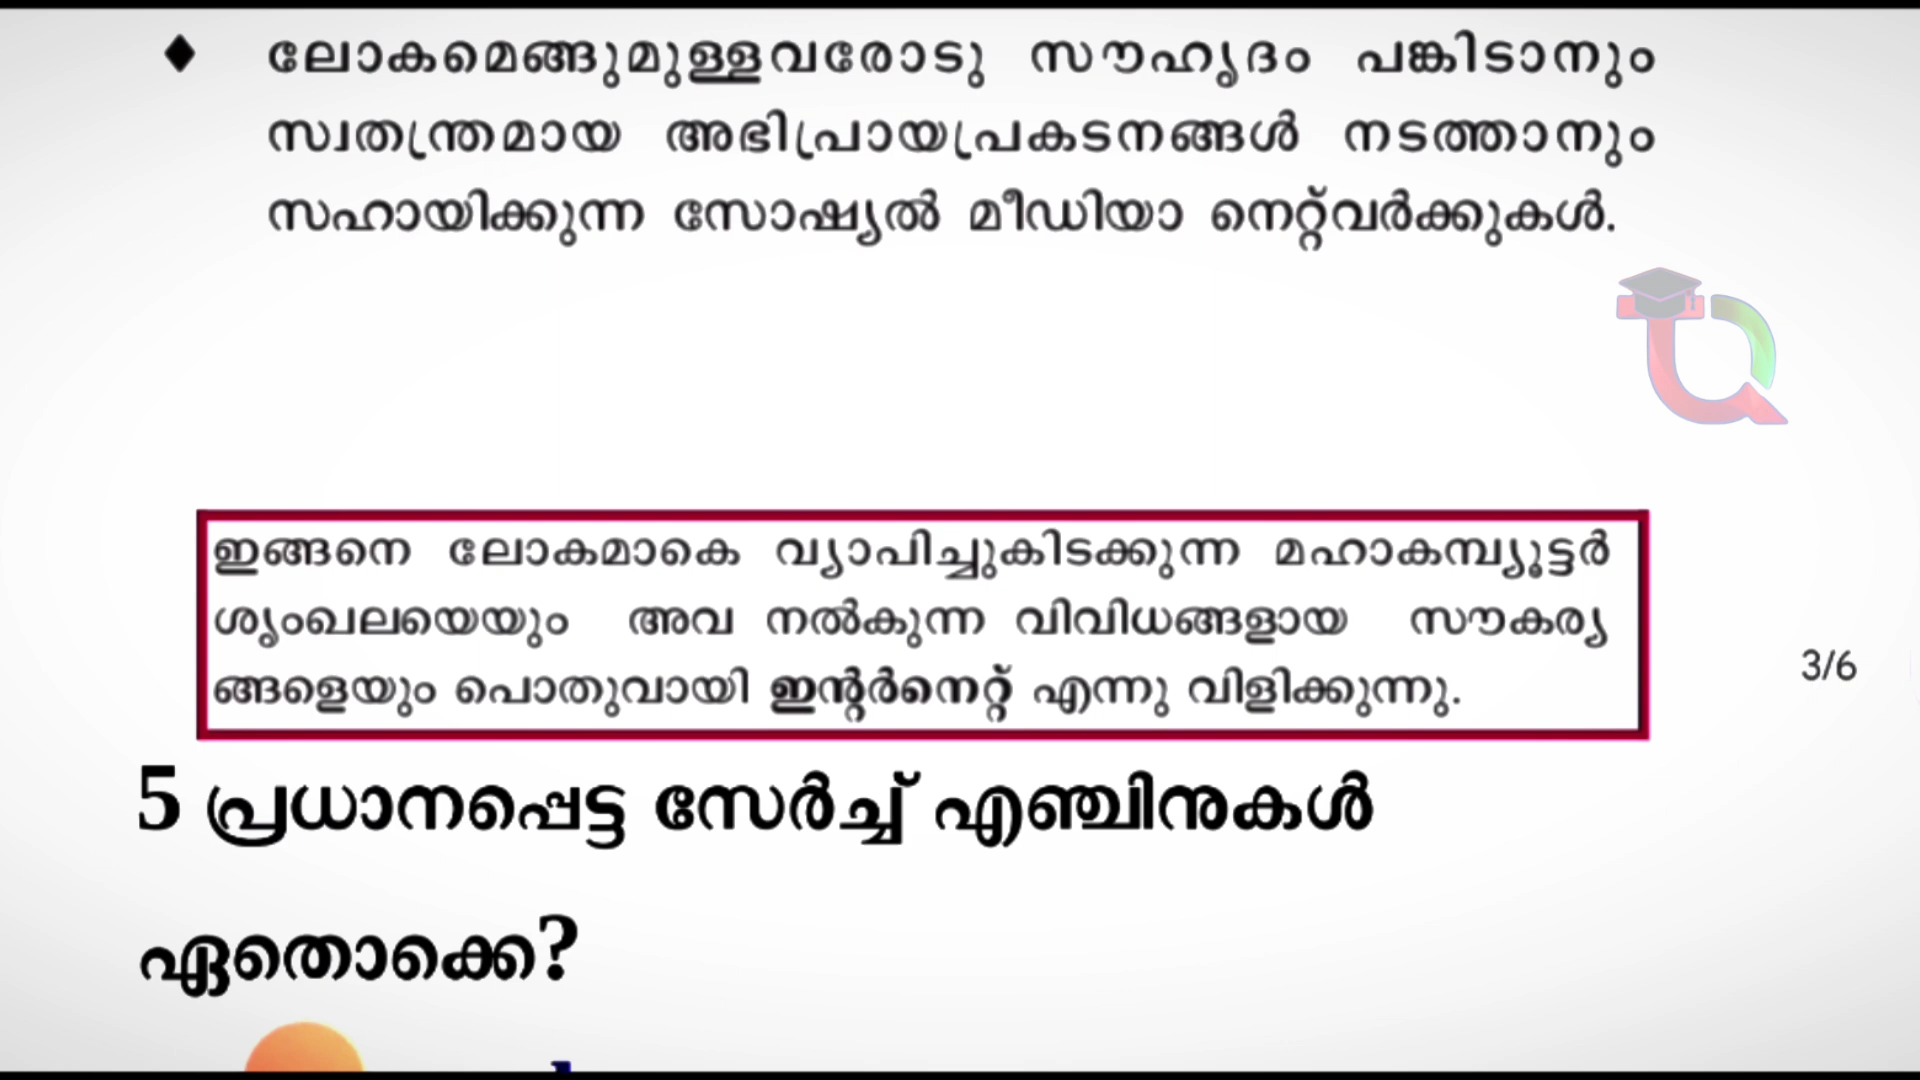 ♦ ലോകമെങ്ങുമുള്ളവരോടു സൗഹൃദം പങ്കിടാനും
സ്വതന്ത്രമായ അഭിപ്രായപ്രകടനങ്ങൾ നടത്താനും
സഹായിക്കുന്ന സോഷ്യൽ മീഡിയാ നെറ്റ്‌വർക്കുകൾ.
ഇങ്ങനെ ലോകമാകെ വ്യാപിച്ചുകിടക്കുന്ന മഹാകമ്പ്യൂട്ടർ
ശൃംഖലയെയും അവ നൽകുന്ന വിവിധങ്ങളായ സൗകര്യ
ങ്ങളെയും പൊതുവായി ഇന്റർനെറ്റ് എന്നു വിളിക്കുന്നു.
3/6
5 പ്രധാനപ്പെട്ട സേർച്ച് എഞ്ചിനുകൾ
ഏതൊക്കെ?